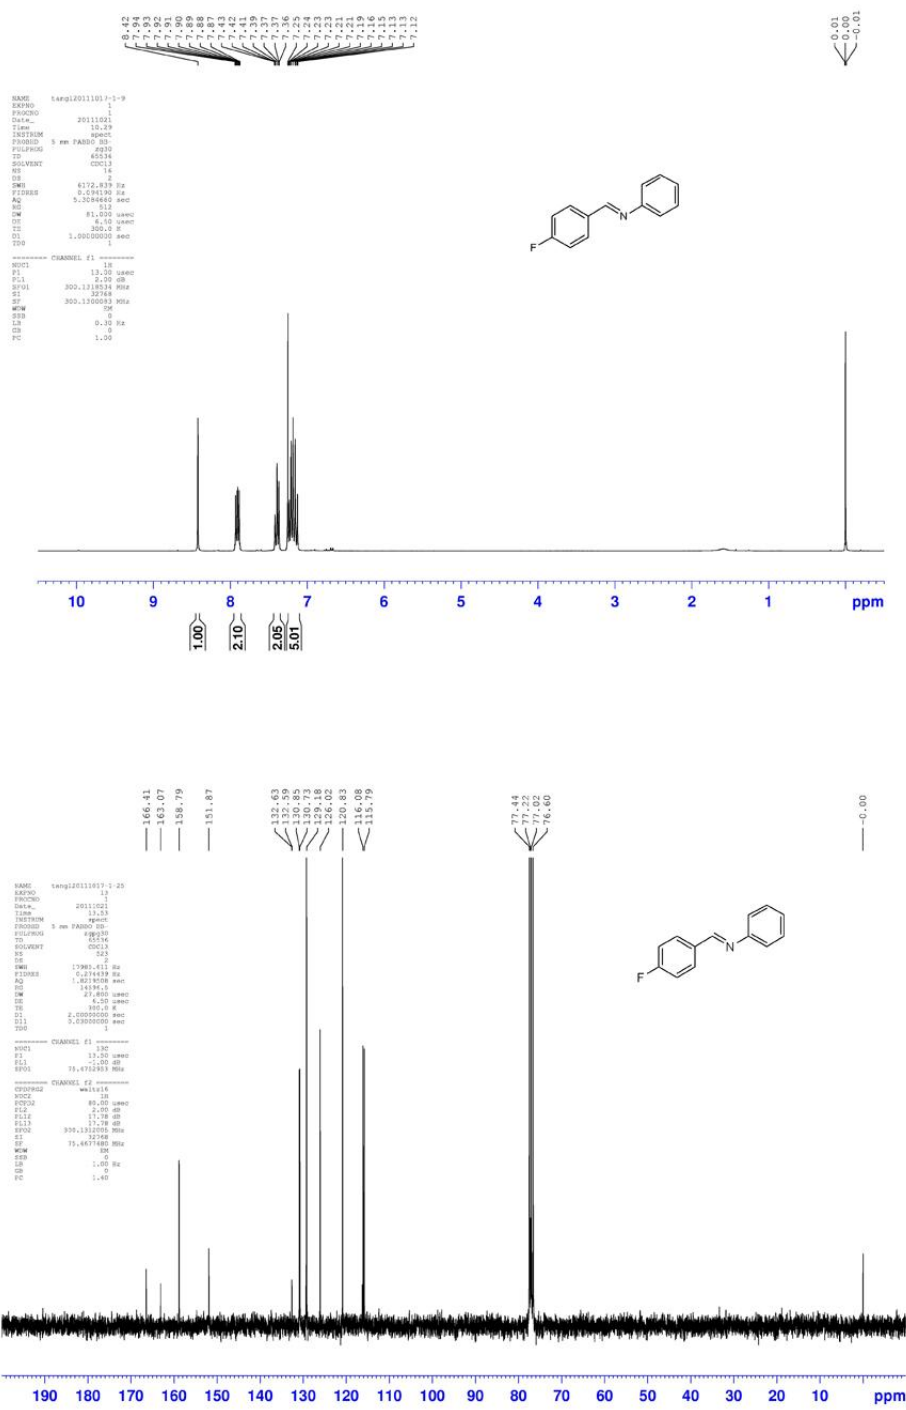 8.42
7.94
7.93
7.92
7.91
7.90
7.89
7.88
7.87
7.43
7.42
7.41
7.39
7.37
7.37
7.36
7.25
7.24
7.23
7.23
7.21
7.21
7.19
7.16
7.15
7.13
7.13
7.12
0.01
0.00
-0.01
NAME
EXPNO 1
PROCNO 1
Date_ 20111021
Time 10.29
INSTRUM spect
PROBHD 5 mm PABBO BB-
PULPROG zg30
TD 65536
SOLVENT CDCl3
NS 16
DS 2
SWH 6172.839 Hz
FIDRES 0.094190 Hz
AQ 5.3084660 sec
RG 512
DW 81.000 usec
DE 6.50 usec
TE 300.0 K
D1 1.00000000 sec
TD0 1
======== CHANNEL f1 ========
NUC1 1H
P1 13.00 usec
PL1 2.00 dB
SFO1 300.1318534 MHz
SI 32768
SF 300.1300093 MHz
WDW EM
SSB 0
LB 0.30 Hz
GB 0
PC 1.00
N
F
10 9 8 7 6 5 4 3 2 1 ppm
1.00
2.10
2.05
5.01
166.41
163.07
158.79
151.87
132.63
132.59
130.85
130.73
129.18
126.02
120.83
116.08
115.79
77.44
77.22
77.02
76.60
-0.00
NAME
EXPNO 13
PROCNO 1
Date_ 20111021
Time 13.53
INSTRUM spect
PROBHD 5 mm PABBO BB-
PULPROG zgpg30
TD 65536
SOLVENT CDCl3
NS 523
DS 2
SWH 17985.611 Hz
FIDRES 0.274439 Hz
AQ 1.8219508 sec
RG
DW 27.800 usec
DE 6.50 usec
TE 300.0 K
D1 2.00000000 sec
D11 0.03000000 sec
TD0 1
======== CHANNEL f1 ========
NUC1 13C
P1 13.50 usec
PL1 -1.00 dB
SFO1 75.4752953 MHz
======== CHANNEL f2 ========
CPDPRG2 waltz16
NUC2 1H
PCPD2 80.00 usec
PL2 2.00 dB
PL12 17.78 dB
PL13 17.78 dB
SFO2 300.1312005 MHz
SI 32768
SF 75.4677480 MHz
WDW EM
SSB 0
LB 1.00 Hz
GB 0
PC 1.40
N
F
190 180 170 160 150 140 130 120 110 100 90 80 70 60 50 40 30 20 10 ppm